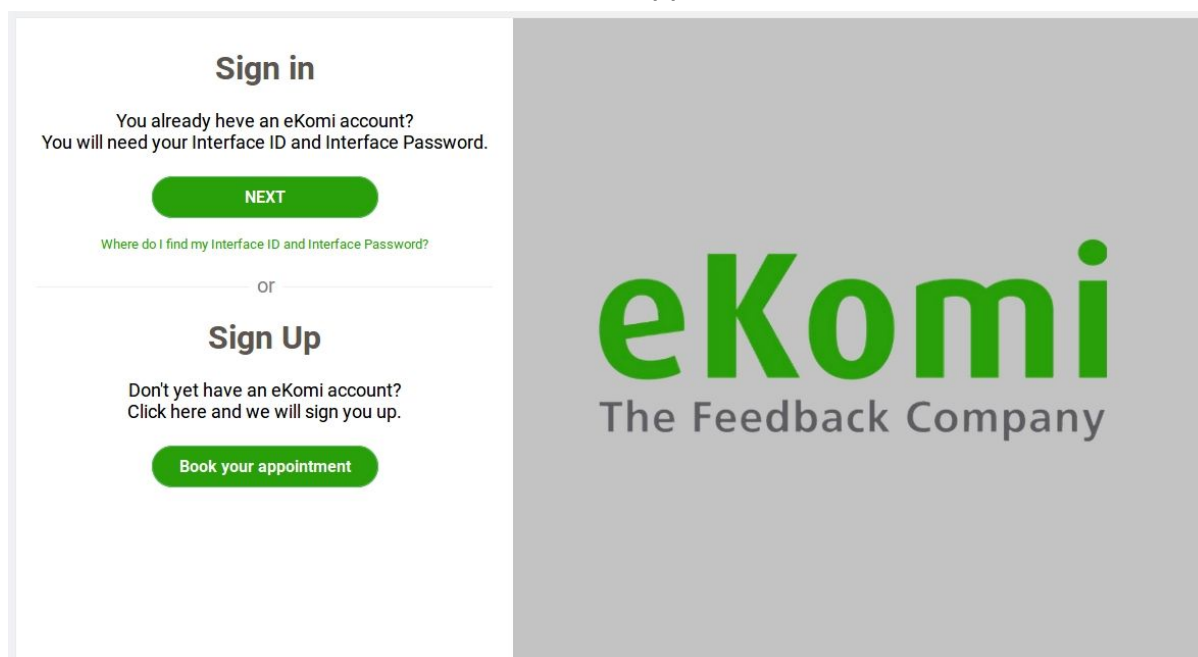 Sign in
You already heve an eKomi account?
You will need your Interface ID and Interface Password.
NEXT
Where do I find my Interface ID and Interface Password?
or
Sign Up
Don't yet have an eKomi account?
Click here and we will sign you up.
Book your appointment
eKomi
The Feedback Company